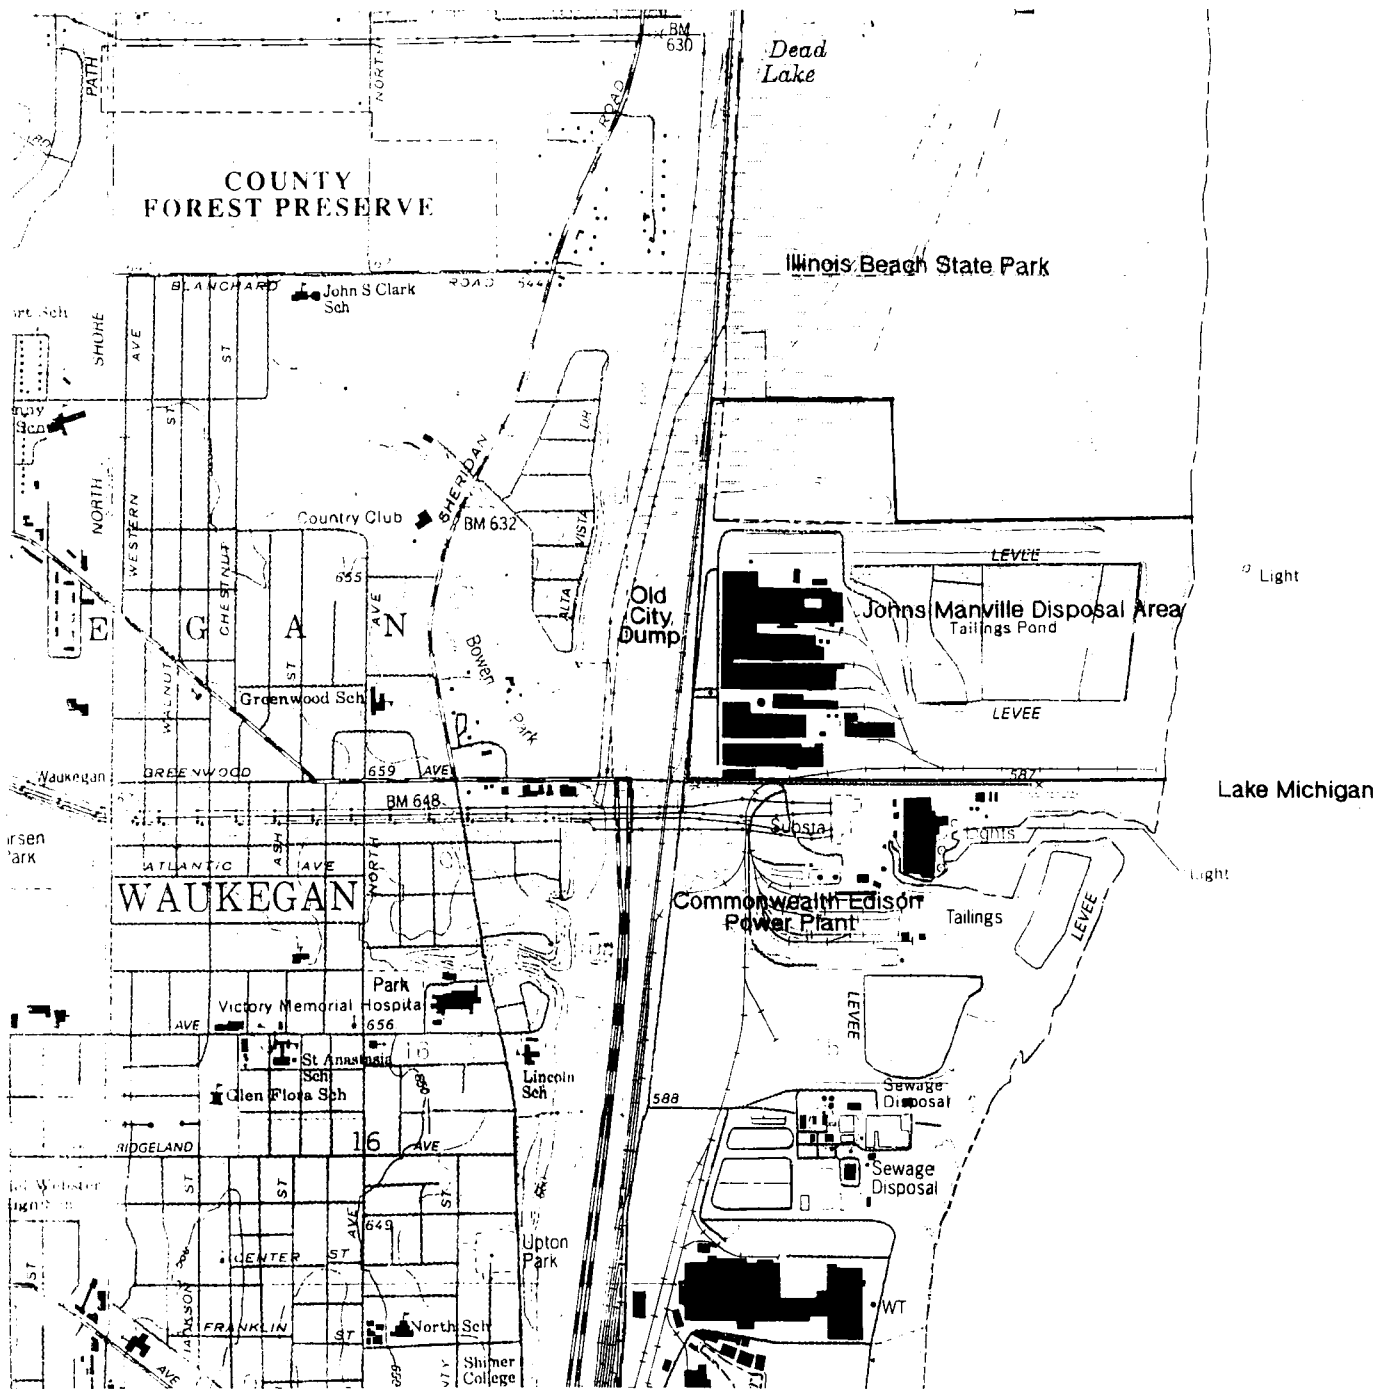 BM
630
Dead
Lake
PATH
NORTH
ROAD
COUNTY
FOREST PRESERVE
Illinois Beach State Park
BLANCHARD
ROAD
544
John S Clark
Sch
SHORE
AVE
ST
ST
DR
SHERIDAN
NORTH
WESTERN
Country Club
BM 632
VISTA
CHESTNUT
655
AVE
LEVEE
Light
Old
City
Dump
ALTA
Johns Manville Disposal Area
Tailings Pond
E G A N
Bowen
Park
ST
WALNUT
Greenwood Sch
LEVEE
Waukegan
GREENWOOD
659
AVE
587
Lake Michigan
BM 648
Substa
Lights
Park
ASH
ATLANTIC
AVE
NORTH
Light
WAUKEGAN
Commonwealth Edison
Power Plant
Tailings
LEVEE
Park
Victory Memorial Hospital
AVE
656
LEVEE
St Anastasia
Sch
16
Lincoln
Sch
Glen Flora Sch
588
Sewage
Disposal
16
RIDGELAND
AVE
Sewage
Disposal
Webster
ST
ST
ST
AVE
649
CENTER
ST
Upton
Park
ST
JACKSON
FRANKLIN
ST
North Sch
WT
AVE
Shimer
College